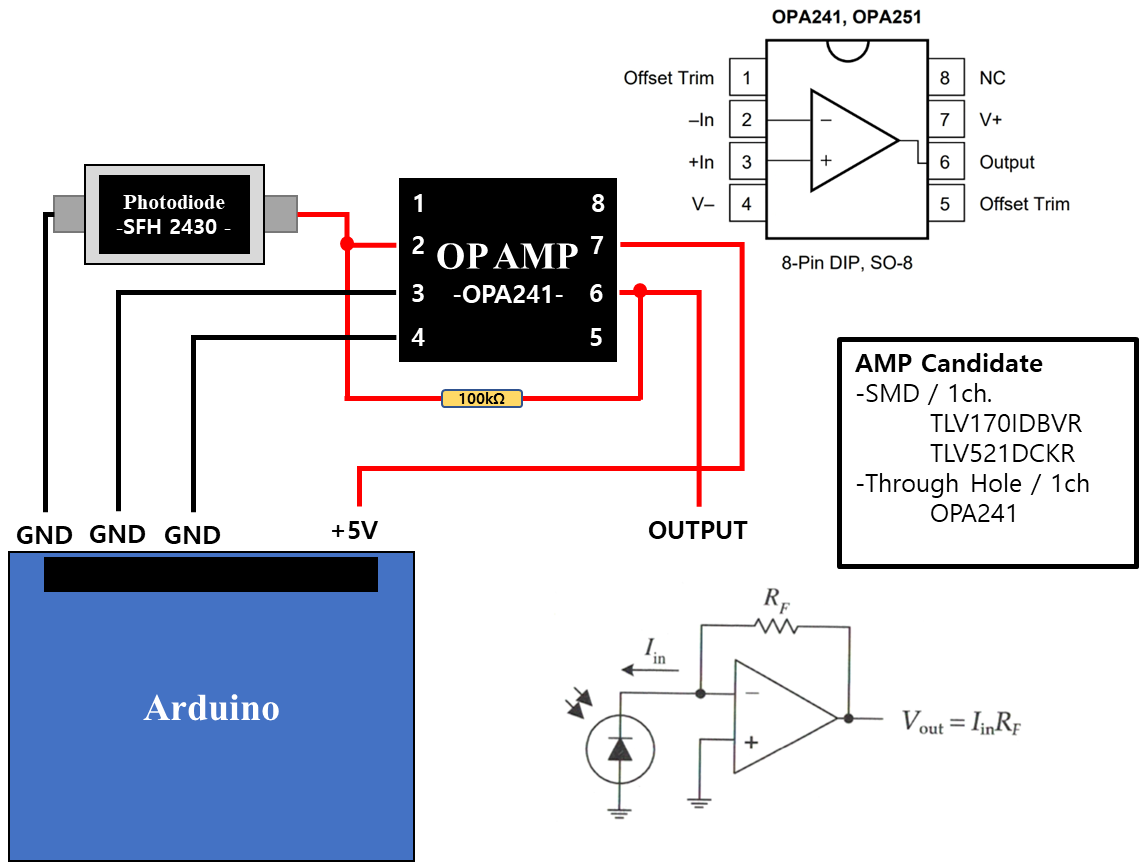 OPA241, OPA251
Offset Trim 1 8 NC
–In 2 7 V+
+In 3 6 Output
V– 4 5 Offset Trim
– +
8-Pin DIP, SO-8
Photodiode
-SFH 2430 -
1 8
2 7
OP AMP
3 6
-OPA241-
4 5
100kΩ
GND GND GND +5V OUTPUT
Arduino
AMP Candidate
-SMD / 1ch.
TLV170IDBVR
TLV521DCKR
-Through Hole / 1ch
OPA241
R_F
I_in
– +
V_out = I_in R_F